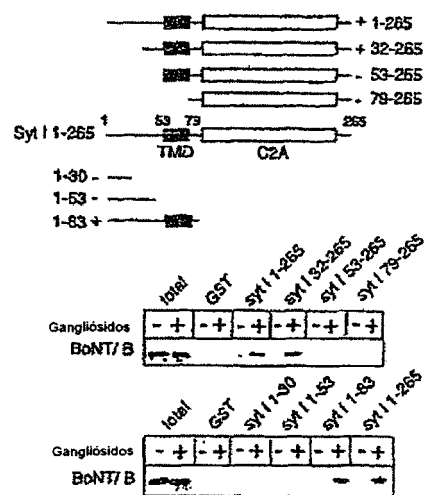 + 1-265
+ 32-265
- 53-265
- 79-265
1 53 79 265
Syt I 1-265
TMD C2A
1-30 -
1-53 -
1-83 +
total GST syt I 1-265 syt I 32-265 syt I 53-265 syt I 79-265
Gangliósidos - + - + - + - + - + - +
BoNT/B
total GST syt I 1-30 syt I 1-53 syt I 1-83 syt I 1-265
Gangliósidos - + - + - + - + - + - +
BoNT/B